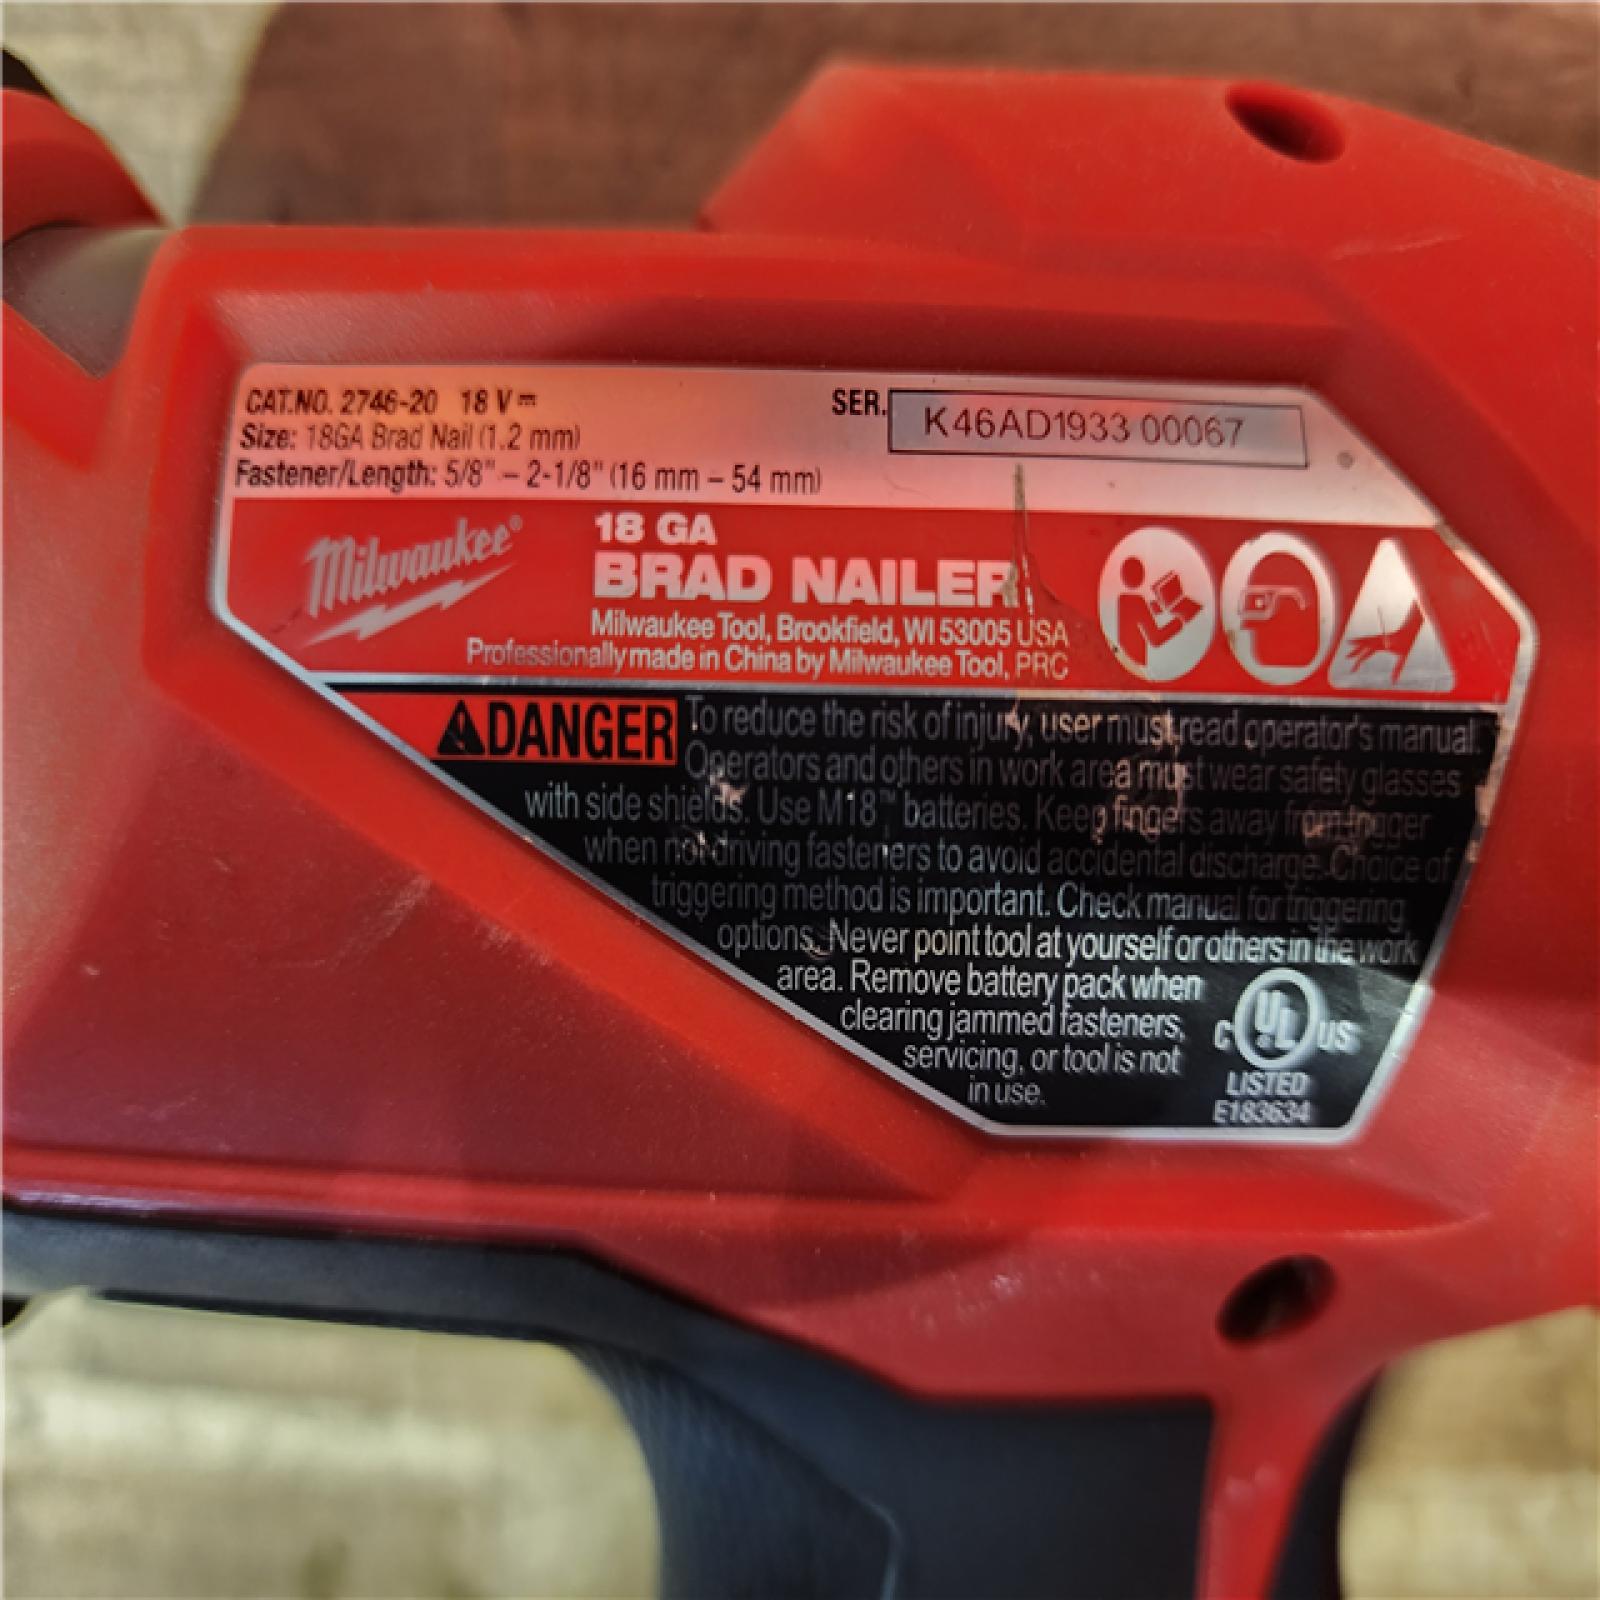 CAT.NO. 2746-20 18 V⎓
Size: 18GA Brad Nail (1.2 mm)
Fastener/Length: 5/8" – 2-1/8" (16 mm – 54 mm)
SER. K46AD1933 00067
Milwaukee®
18 GA
BRAD NAILER
Milwaukee Tool, Brookfield, WI 53005 USA
Professionally made in China by Milwaukee Tool, PRC
DANGER To reduce the risk of injury, user must read operator's manual.
Operators and others in work area must wear safety glasses
with side shields. Use M18™ batteries. Keep fingers away from trigger
when not driving fasteners to avoid accidental discharge. Choice of
triggering method is important. Check manual for triggering
options. Never point tool at yourself or others in the work
area. Remove battery pack when
clearing jammed fasteners,
servicing, or tool is not
in use.
C UL® US
LISTED
E183634